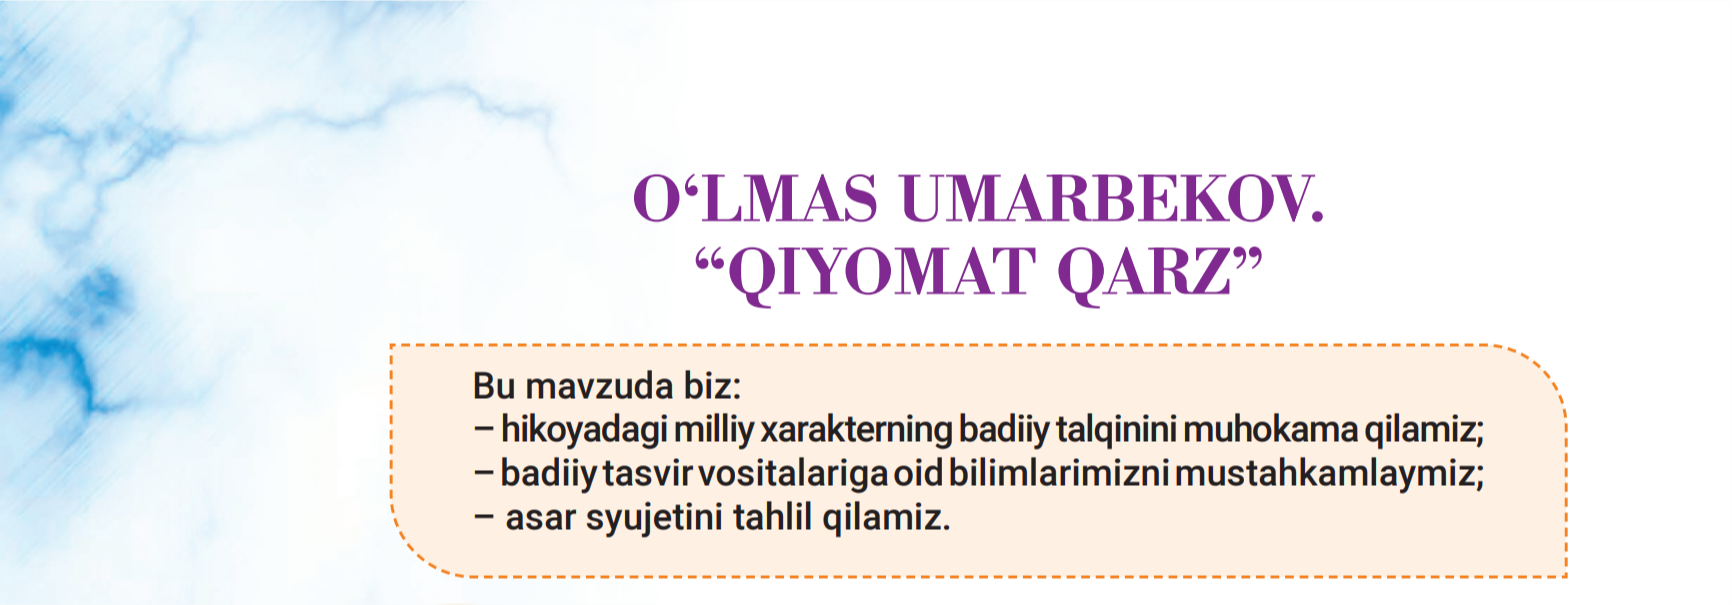 O‘LMAS UMARBEKOV.
“QIYOMAT QARZ”
Bu mavzuda biz:
– hikoyadagi milliy xarakterning badiiy talqinini muhokama qilamiz;
– badiiy tasvir vositalariga oid bilimlarimizni mustahkamlaymiz;
– asar syujetini tahlil qilamiz.